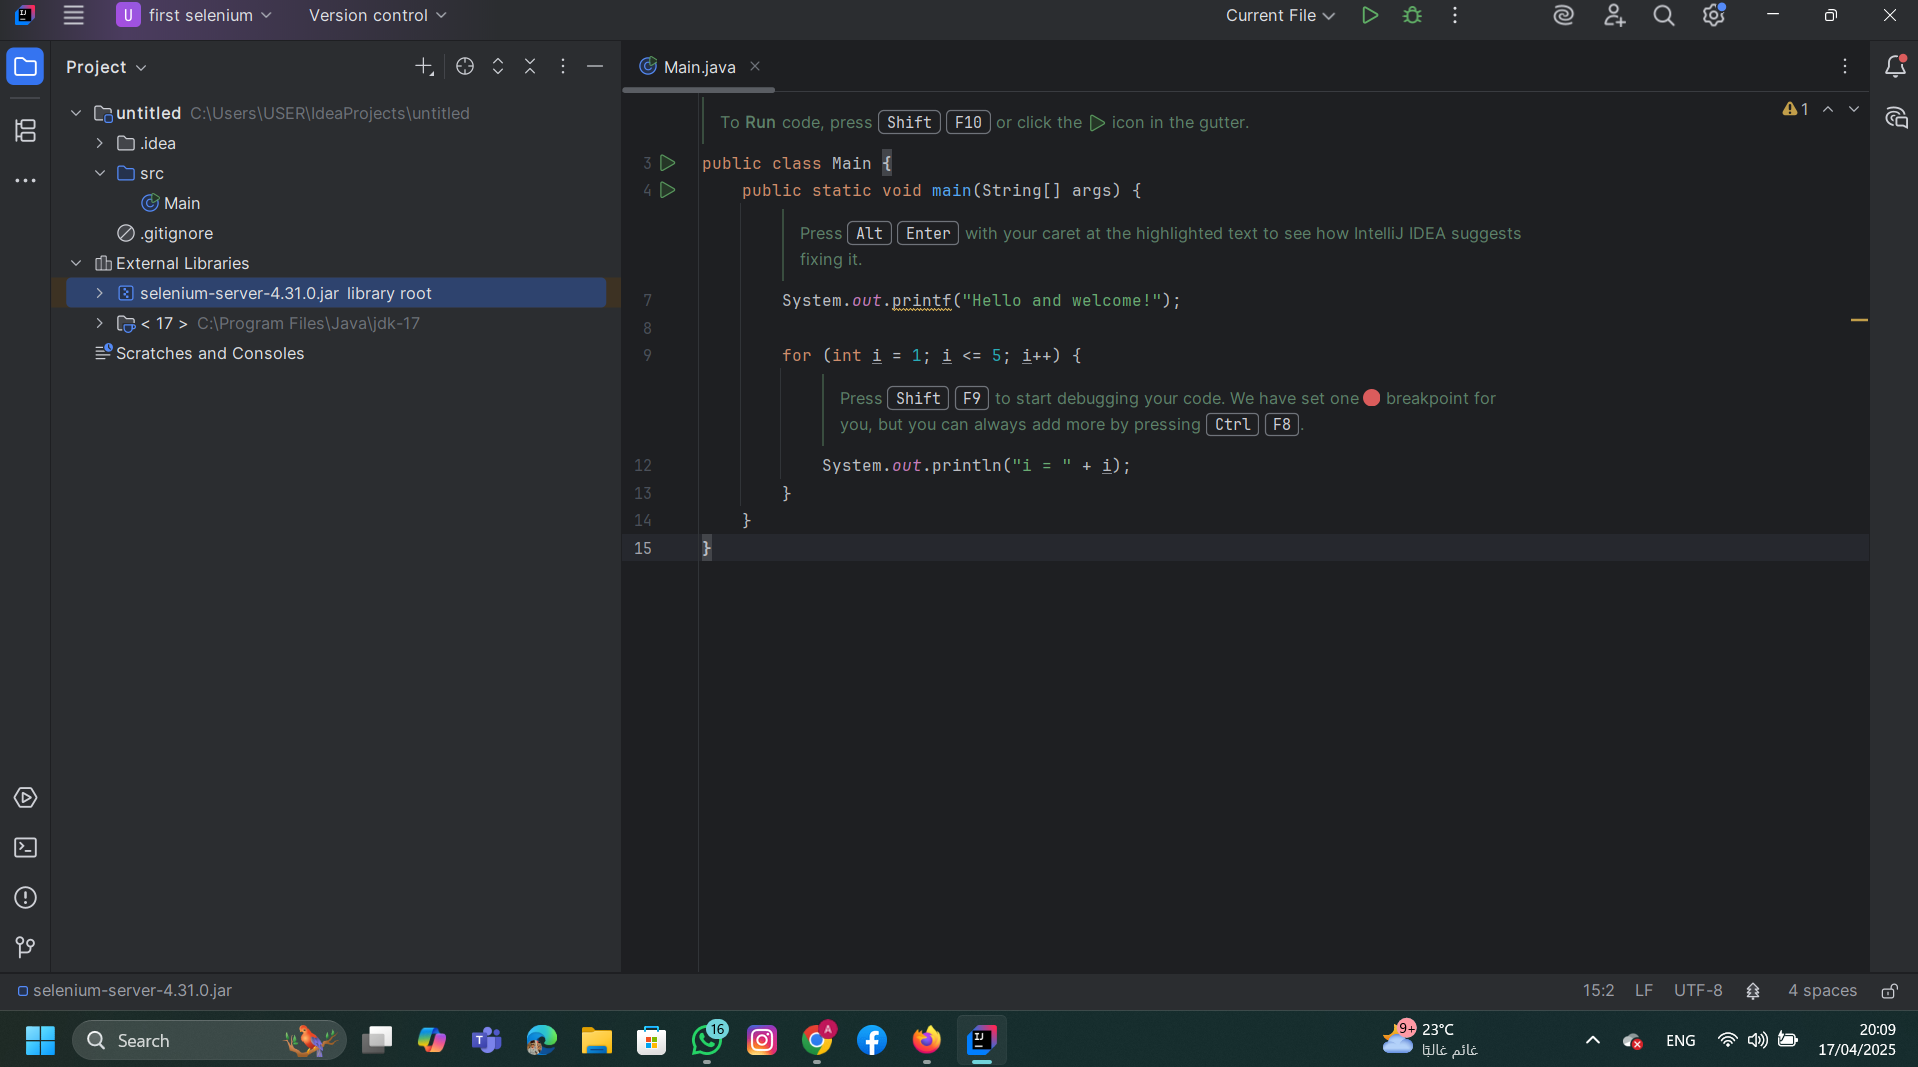 U first selenium Version control Current File
Project
Main.java
untitled C:\Users\USER\IdeaProjects\untitled
.idea
src
Main
.gitignore
External Libraries
selenium-server-4.31.0.jar library root
< 17 > C:\Program Files\Java\jdk-17
Scratches and Consoles
To Run code, press Shift F10 or click the icon in the gutter.
1
3 public class Main {
4 public static void main(String[] args) {
Press Alt Enter with your caret at the highlighted text to see how IntelliJ IDEA suggests
fixing it.
7 System.out.printf("Hello and welcome!");
8
9 for (int i = 1; i <= 5; i++) {
Press Shift F9 to start debugging your code. We have set one breakpoint for
you, but you can always add more by pressing Ctrl F8.
12 System.out.println("i = " + i);
13 }
14 }
15 }
selenium-server-4.31.0.jar 15:2 LF UTF-8 4 spaces
Search
16
A
IJ
9+
23°C
غائم غالبًا
ENG
20:09
17/04/2025